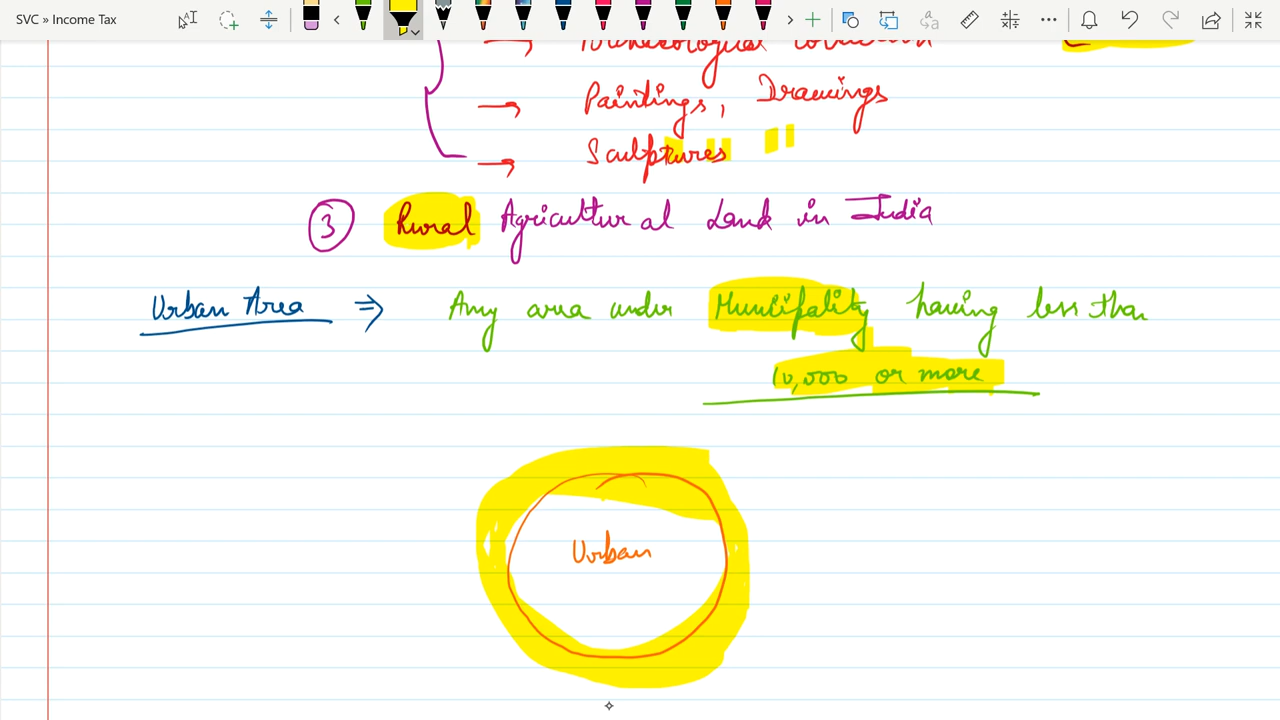 SVC » Income Tax
→ Paintings, Drawings
→ Sculptures " "
③ Rural Agricultural Land in India
Urban Area ⇒ Any area under Muncipality having less than
10,000 or more
Urban